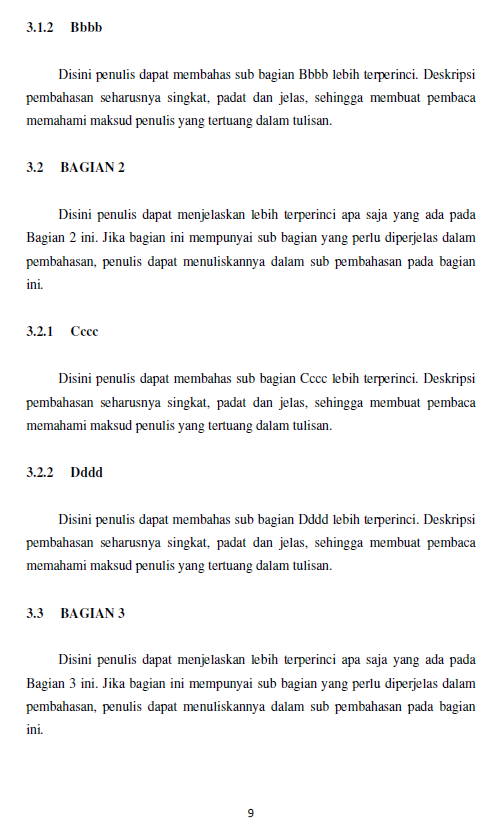 3.1.2 Bbbb
Disini penulis dapat membahas sub bagian Bbbb lebih terperinci. Deskripsi
pembahasan seharusnya singkat, padat dan jelas, sehingga membuat pembaca
memahami maksud penulis yang tertuang dalam tulisan.
3.2 BAGIAN 2
Disini penulis dapat menjelaskan lebih terperinci apa saja yang ada pada
Bagian 2 ini. Jika bagian ini mempunyai sub bagian yang perlu diperjelas dalam
pembahasan, penulis dapat menuliskannya dalam sub pembahasan pada bagian
ini.
3.2.1 Cccc
Disini penulis dapat membahas sub bagian Cccc lebih terperinci. Deskripsi
pembahasan seharusnya singkat, padat dan jelas, sehingga membuat pembaca
memahami maksud penulis yang tertuang dalam tulisan.
3.2.2 Dddd
Disini penulis dapat membahas sub bagian Dddd lebih terperinci. Deskripsi
pembahasan seharusnya singkat, padat dan jelas, sehingga membuat pembaca
memahami maksud penulis yang tertuang dalam tulisan.
3.3 BAGIAN 3
Disini penulis dapat menjelaskan lebih terperinci apa saja yang ada pada
Bagian 3 ini. Jika bagian ini mempunyai sub bagian yang perlu diperjelas dalam
pembahasan, penulis dapat menuliskannya dalam sub pembahasan pada bagian
ini.
9